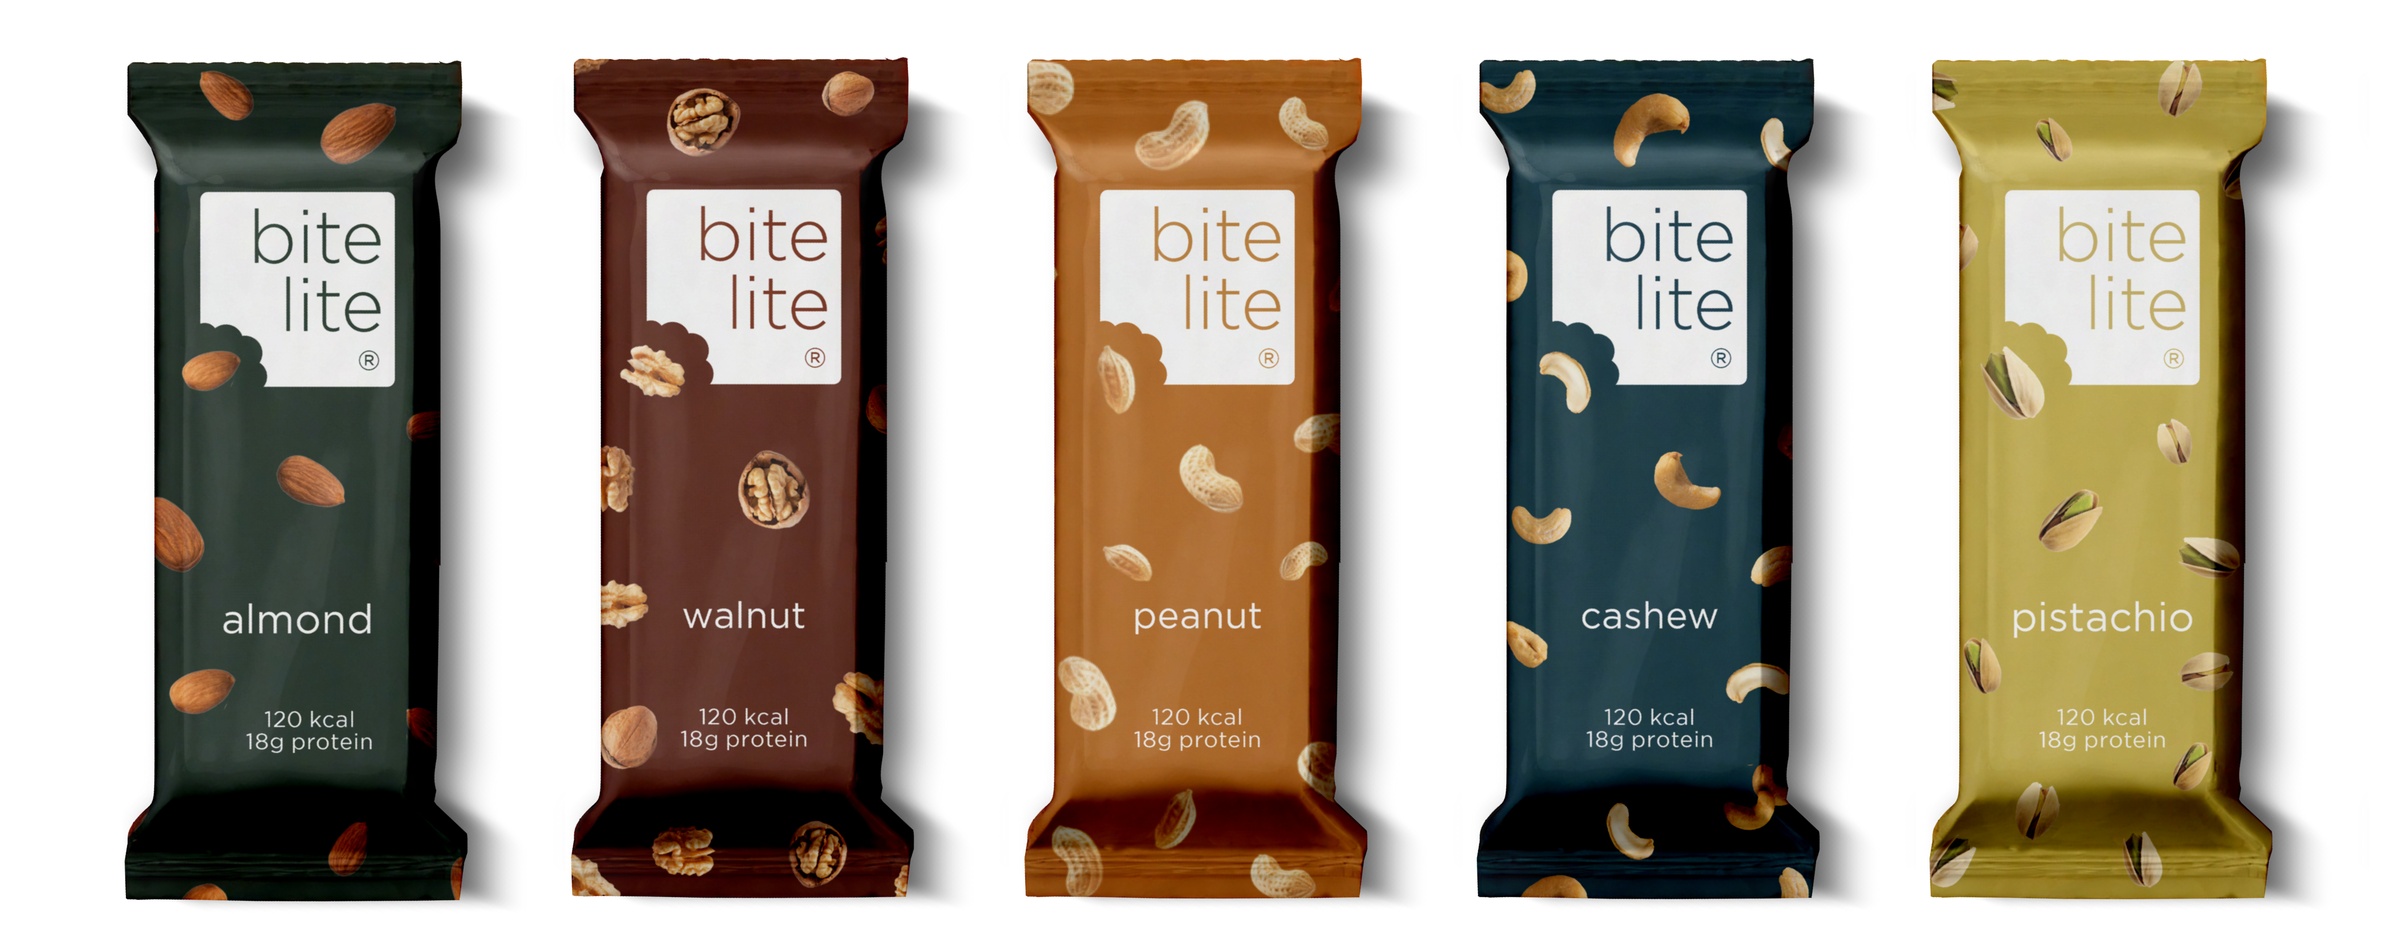 bite
lite
®
almond
120 kcal
18g protein
bite
lite
®
walnut
120 kcal
18g protein
bite
lite
®
peanut
120 kcal
18g protein
bite
lite
®
cashew
120 kcal
18g protein
bite
lite
®
pistachio
120 kcal
18g protein